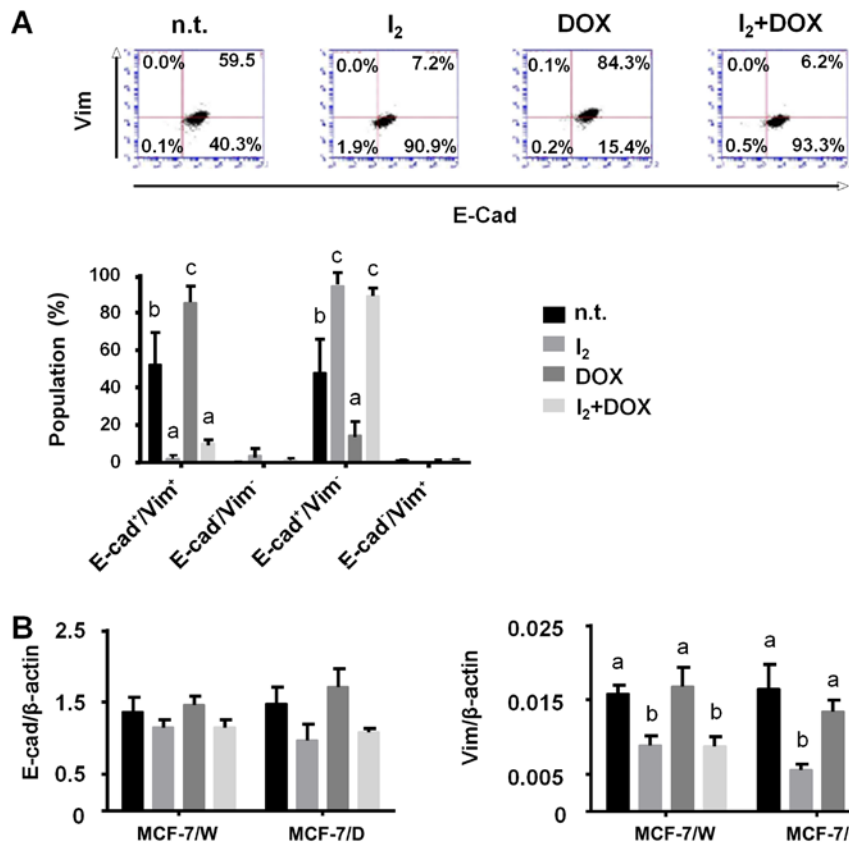 A
n.t. I₂ DOX I₂+DOX
Vim
0.0% 59.5 0.0% 7.2% 0.1% 84.3% 0.0% 6.2%
0.1% 40.3% 1.9% 90.9% 0.2% 15.4% 0.5% 93.3%
E-Cad
Population (%)
100
80
60
40
20
0
b a c a b c a c
E-cad⁺/Vim⁺ E-cad⁻/Vim⁻ E-cad⁺/Vim⁻ E-cad⁻/Vim⁺
n.t.
I₂
DOX
I₂+DOX
B
E-cad/β-actin
2.5
1.5
0.5
0
MCF-7/W MCF-7/D
Vim/β-actin
0.025
0.015
0.005
0
a b a b a b a
MCF-7/W MCF-7/